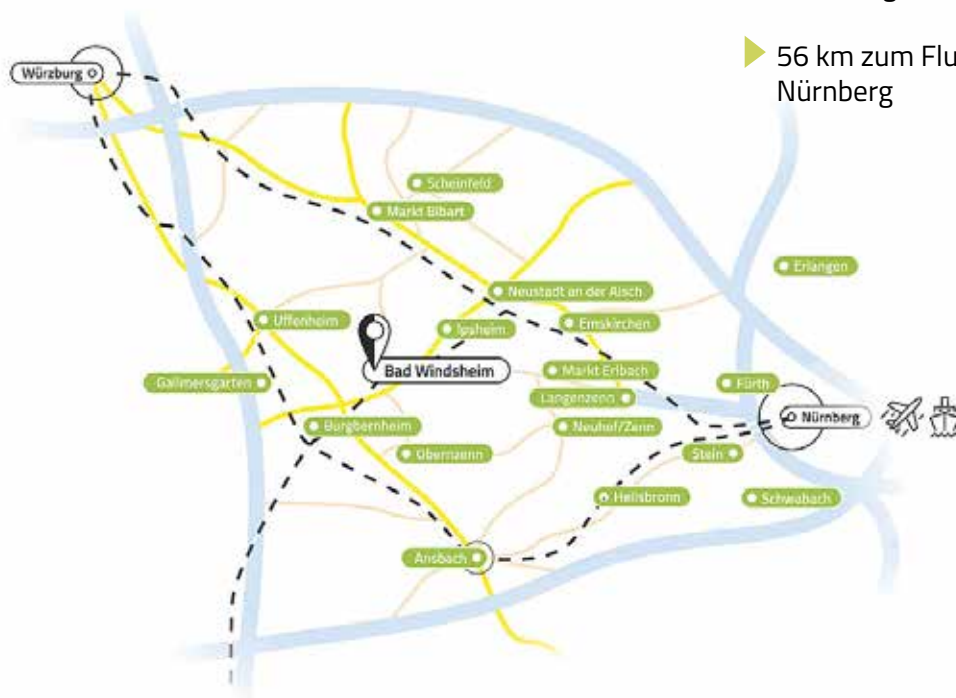 56 km zum Flu
Nürnberg
Würzburg
Scheinfeld
Markt Bibart
Erlangen
Neustadt an der Aisch
Uffenheim
Ipsheim
Emskirchen
Bad Windsheim
Markt Erlbach
Gallmersgarten
Fürth
Langenzenn
Nürnberg
Burgbernheim
Neuhof/Zenn
Obernzenn
Stein
Heilsbronn
Schwabach
Ansbach